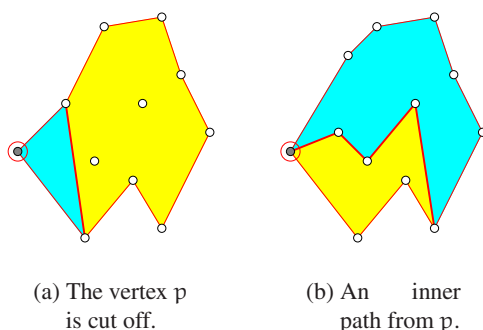 (a) The vertex p
is cut off.
(b) An inner
path from p.